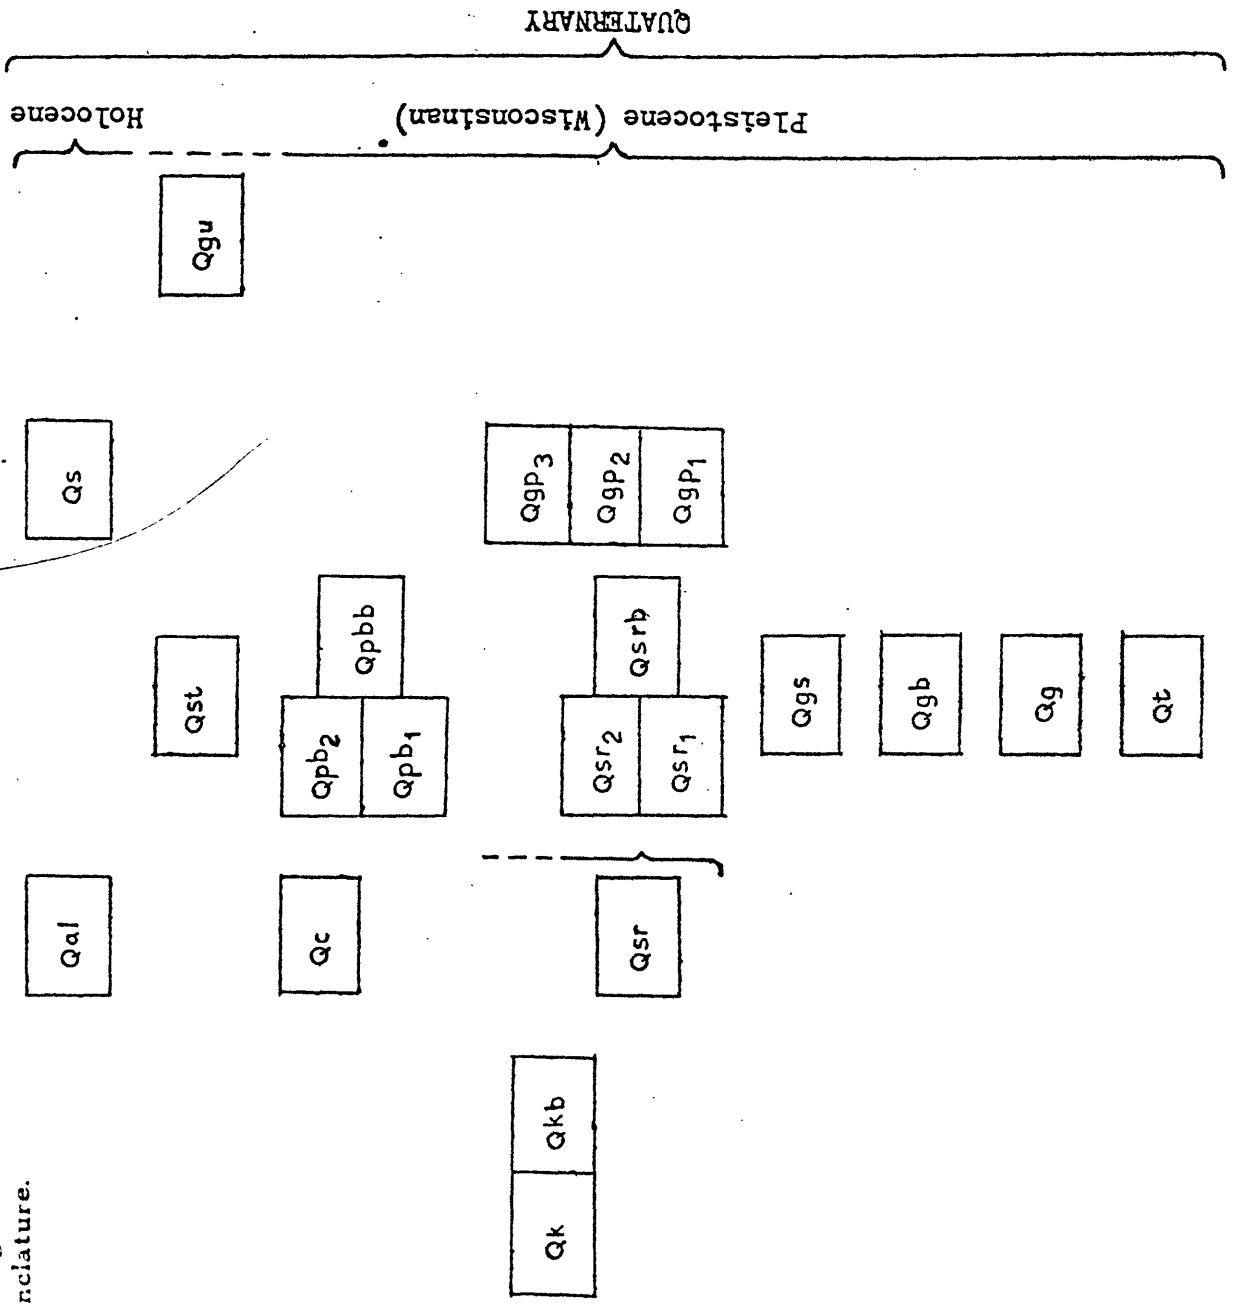 QUATERNARY
Holocene
Pleistocene (Wisconsinan)
Qgu
Qs
Qgp3
Qgp2
Qgp1
Qst
Qpbb
Qpb2
Qpb1
Qsrb
Qsr2
Qsr1
Qgs
Qgb
Qg
Qt
Qal
Qc
Qsr
Qkb
Qk
nclature.